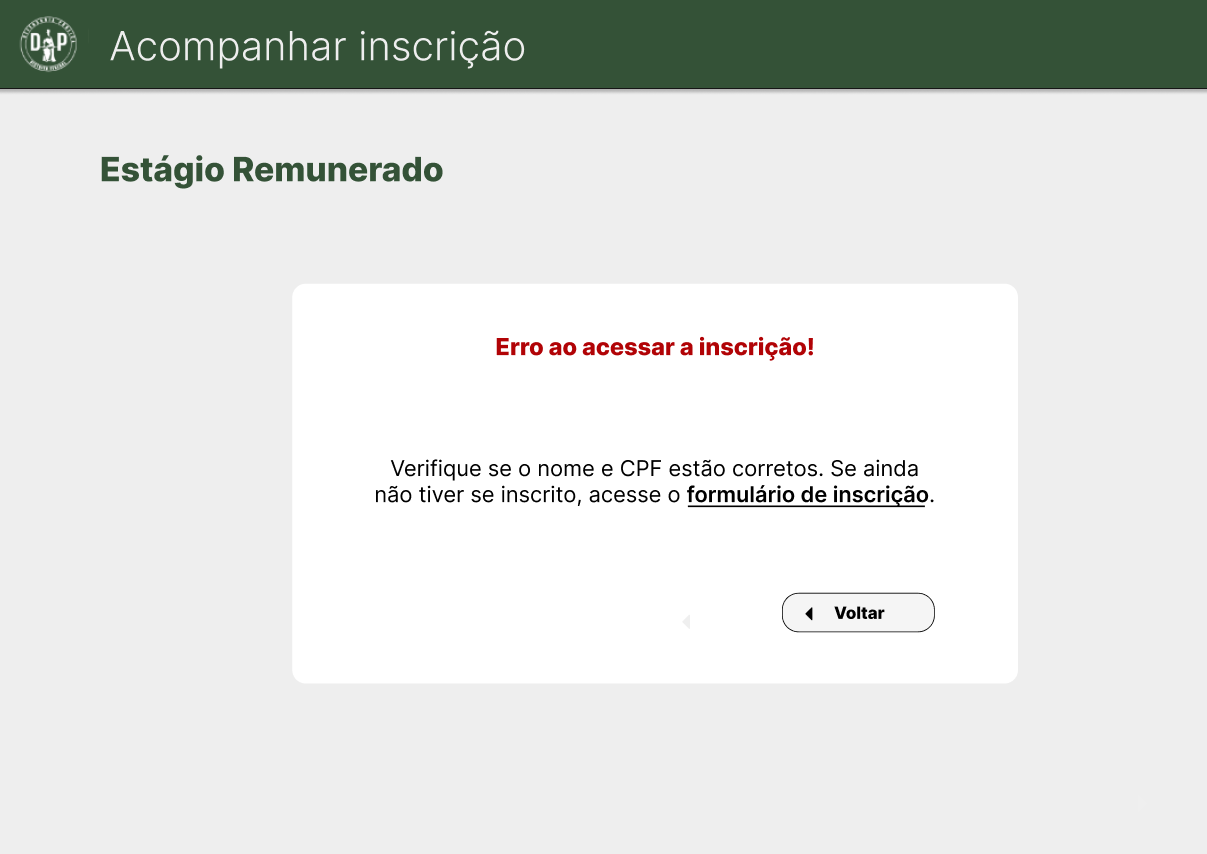 DP
Acompanhar inscrição
Estágio Remunerado
Erro ao acessar a inscrição!
Verifique se o nome e CPF estão corretos. Se ainda
não tiver se inscrito, acesse o formulário de inscrição.
Voltar